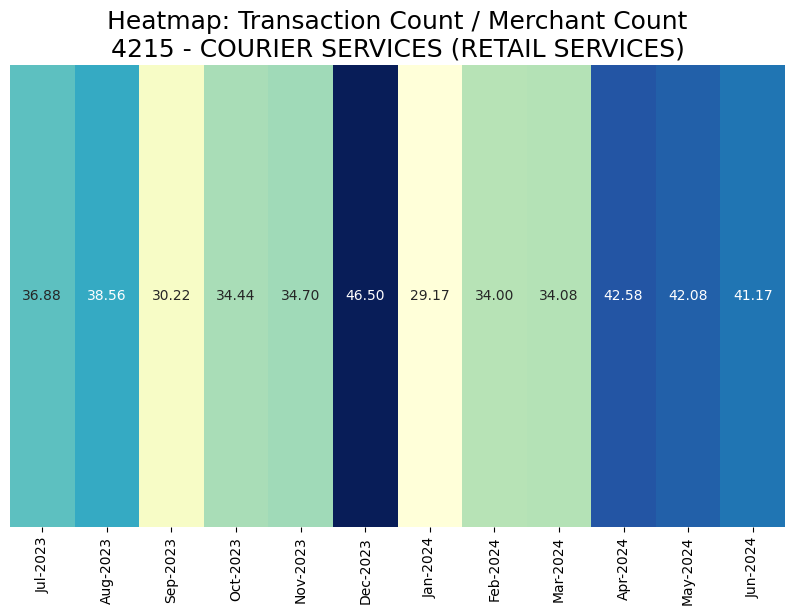 Heatmap: Transaction Count / Merchant Count
4215 - COURIER SERVICES (RETAIL SERVICES)
36.88 38.56 30.22 34.44 34.70 46.50 29.17 34.00 34.08 42.58 42.08 41.17
Jul-2023 Aug-2023 Sep-2023 Oct-2023 Nov-2023 Dec-2023 Jan-2024 Feb-2024 Mar-2024 Apr-2024 May-2024 Jun-2024